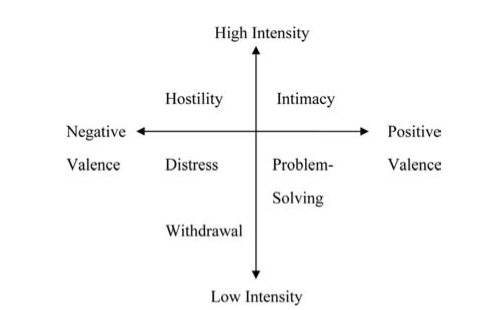 High Intensity
Hostility Intimacy
Negative Positive
Valence Distress Problem- Valence
Solving
Withdrawal
Low Intensity